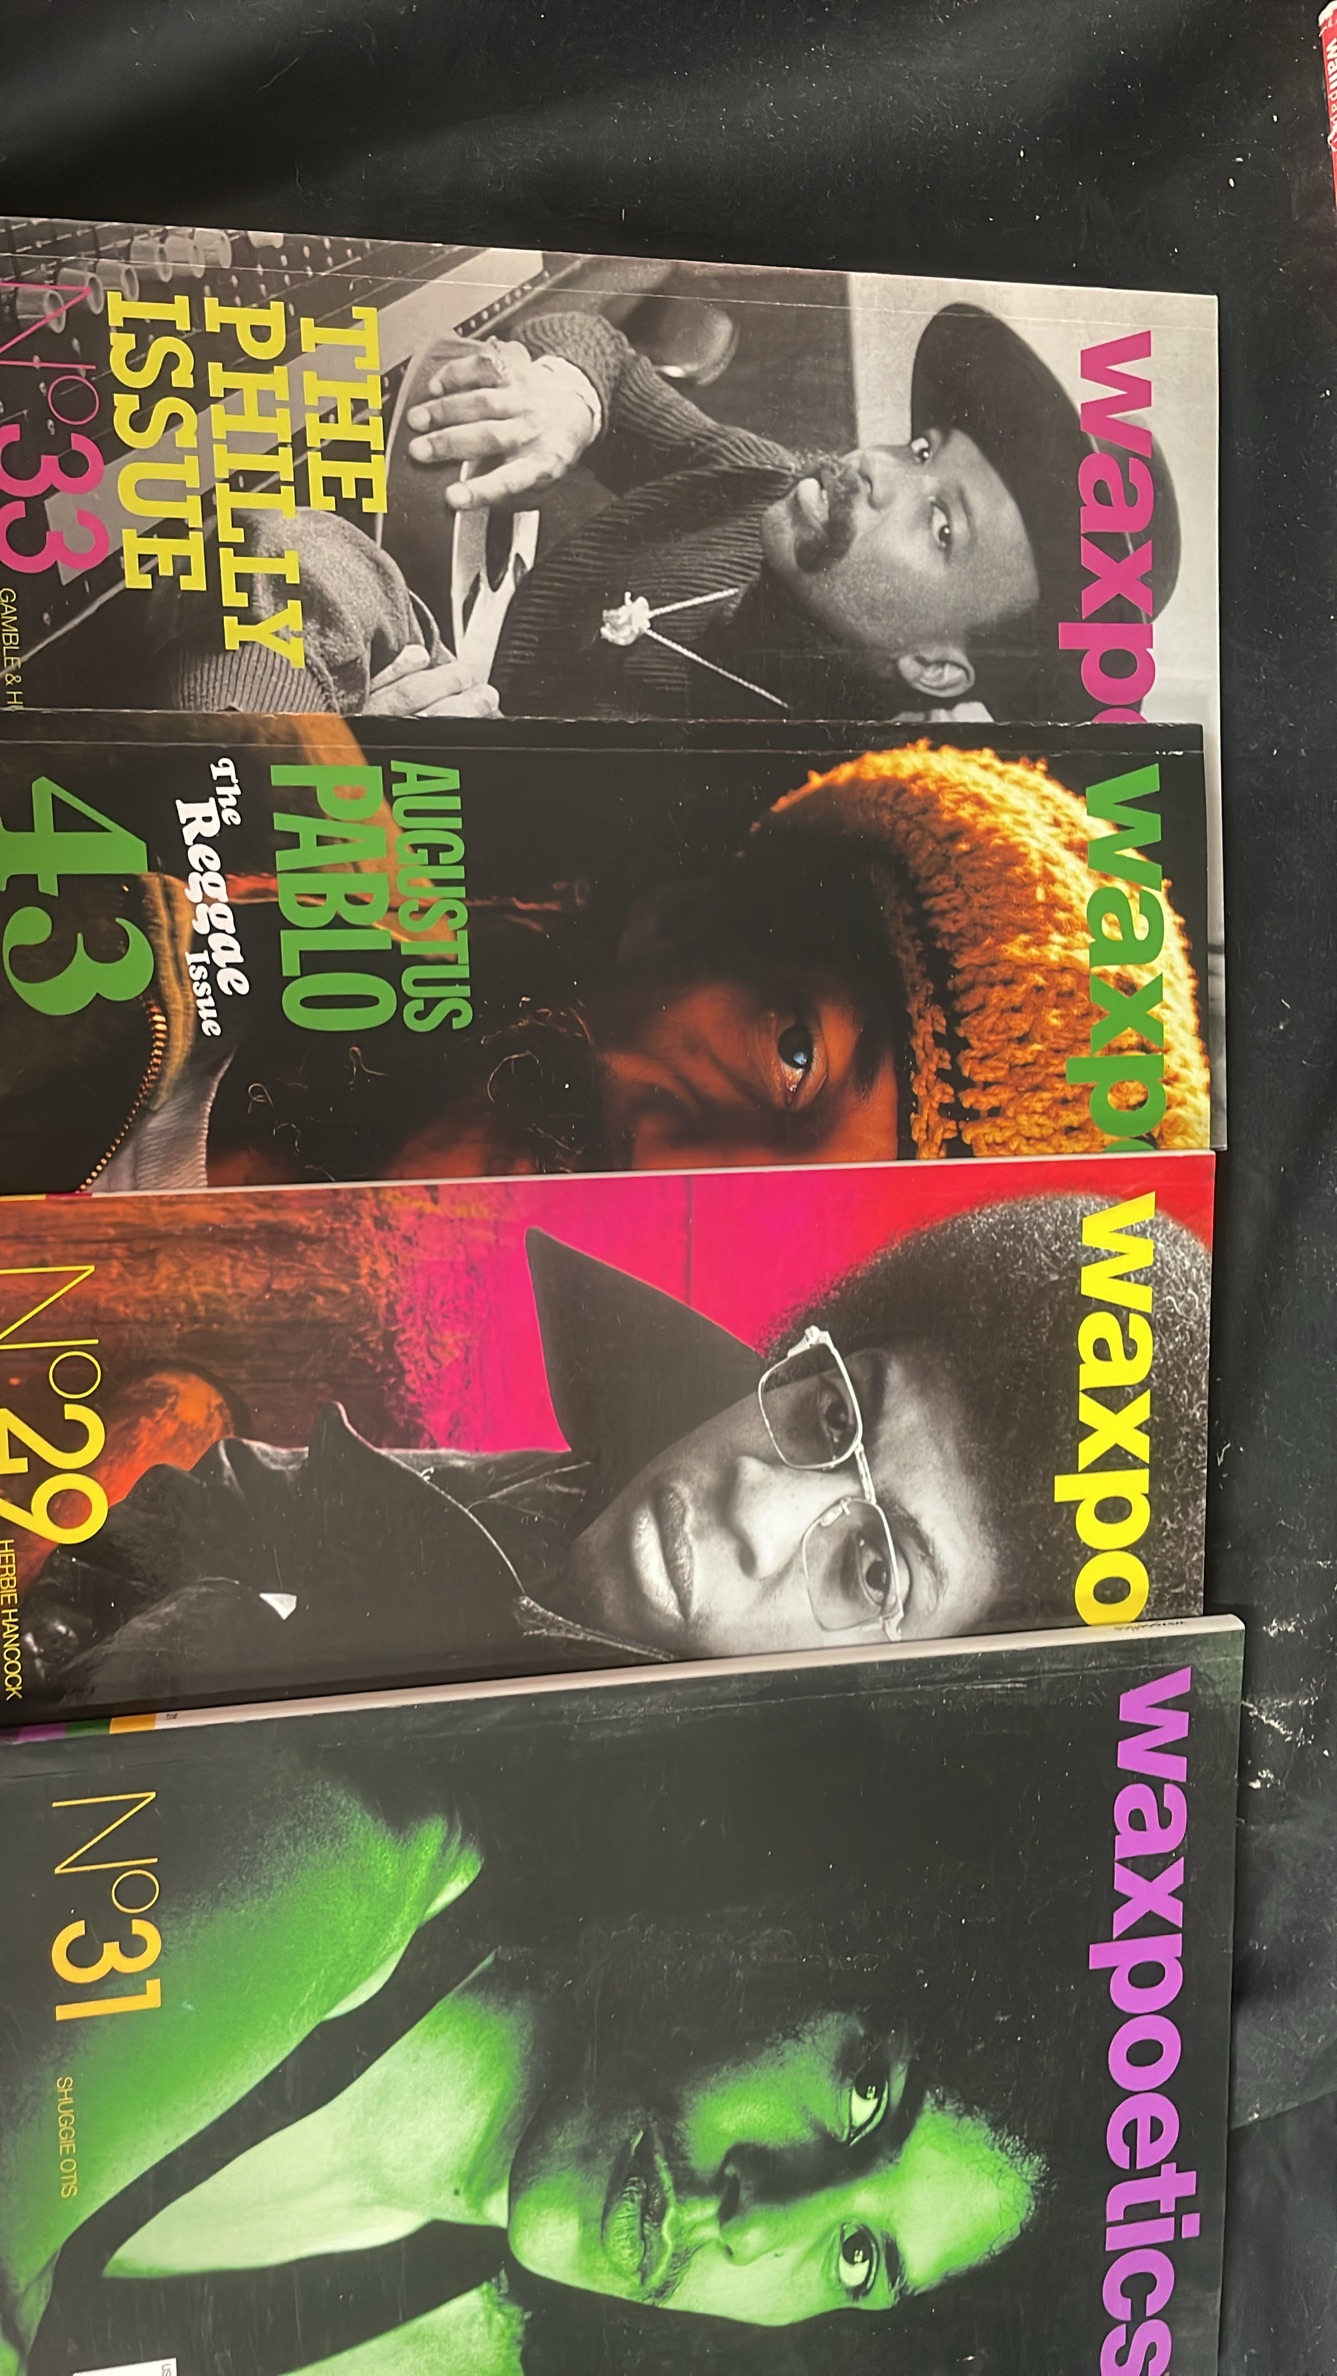 waxpo
THE
PHILLY
ISSUE
Nº33
GAMBLE & H
waxp
AUGUSTUS
PABLO
The
Reggae
Issue
43
waxpo
Nº29
HERBIE HANCOCK
waxpoetics
Nº31
SHUGGIE OTIS